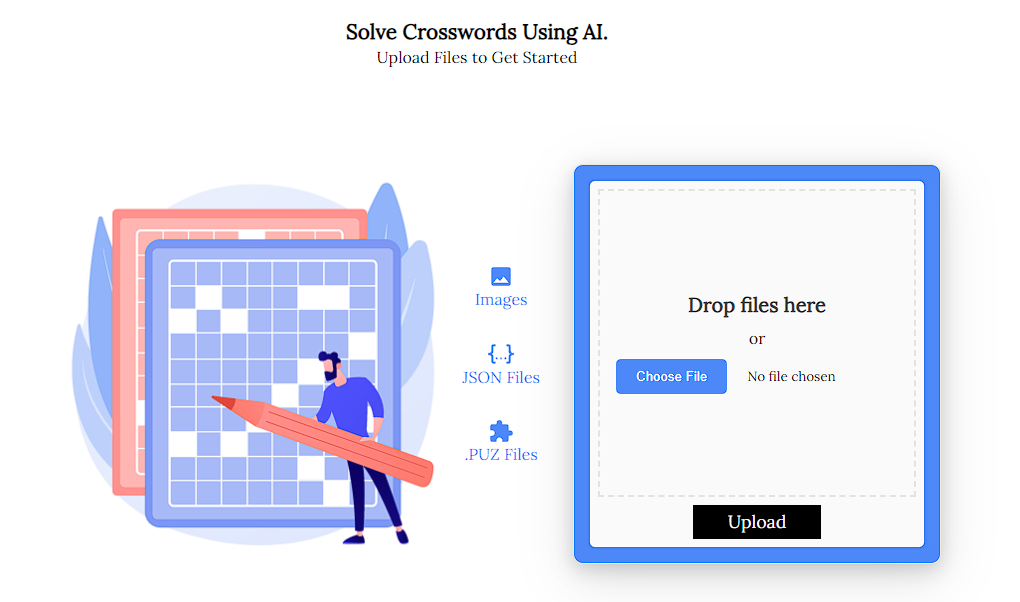 Solve Crosswords Using AI.
Upload Files to Get Started
Images
{..}
JSON Files
.PUZ Files
Drop files here
or
Choose File No file chosen
Upload